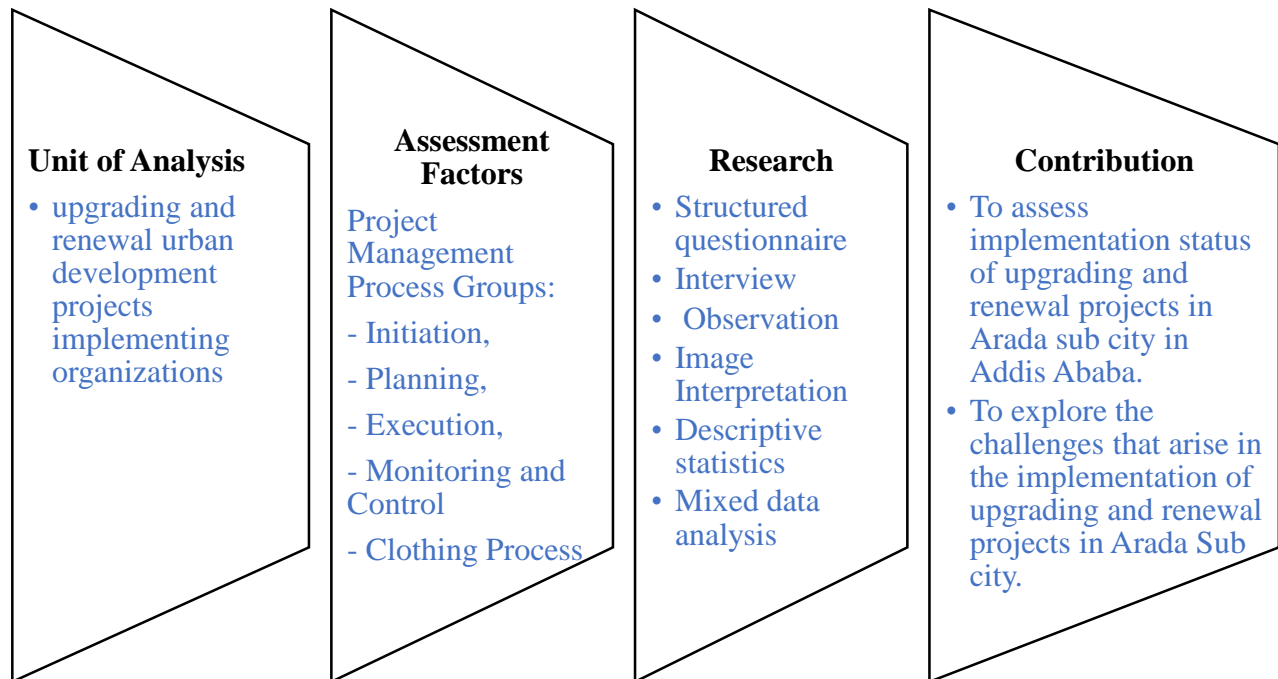 Unit of Analysis
• upgrading and
renewal urban
development
projects
implementing
organizations
Assessment
Factors
Project
Management
Process Groups:
- Initiation,
- Planning,
- Execution,
- Monitoring and
Control
- Clothing Process
Research
• Structured
questionnaire
• Interview
• Observation
• Image
Interpretation
• Descriptive
statistics
• Mixed data
analysis
Contribution
• To assess
implementation status
of upgrading and
renewal projects in
Arada sub city in
Addis Ababa.
• To explore the
challenges that arise in
the implementation of
upgrading and renewal
projects in Arada Sub
city.